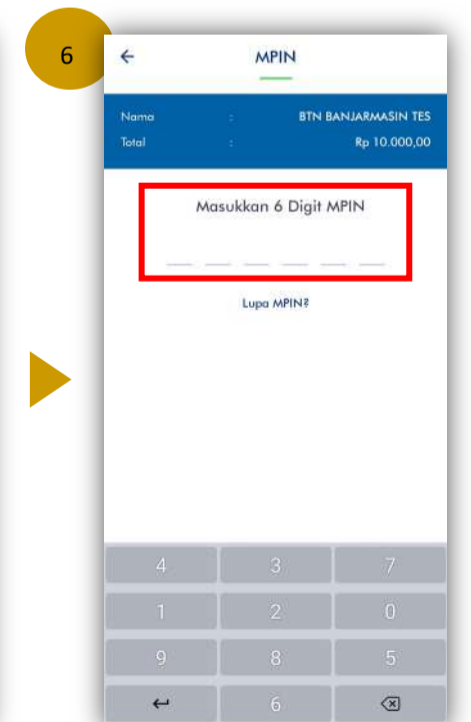 6
MPIN
Nama : BTN BANJARMASIN TES
Total : Rp 10.000,00
Masukkan 6 Digit MPIN
Lupa MPIN?
4 3 7
1 2 0
9 8 5
6